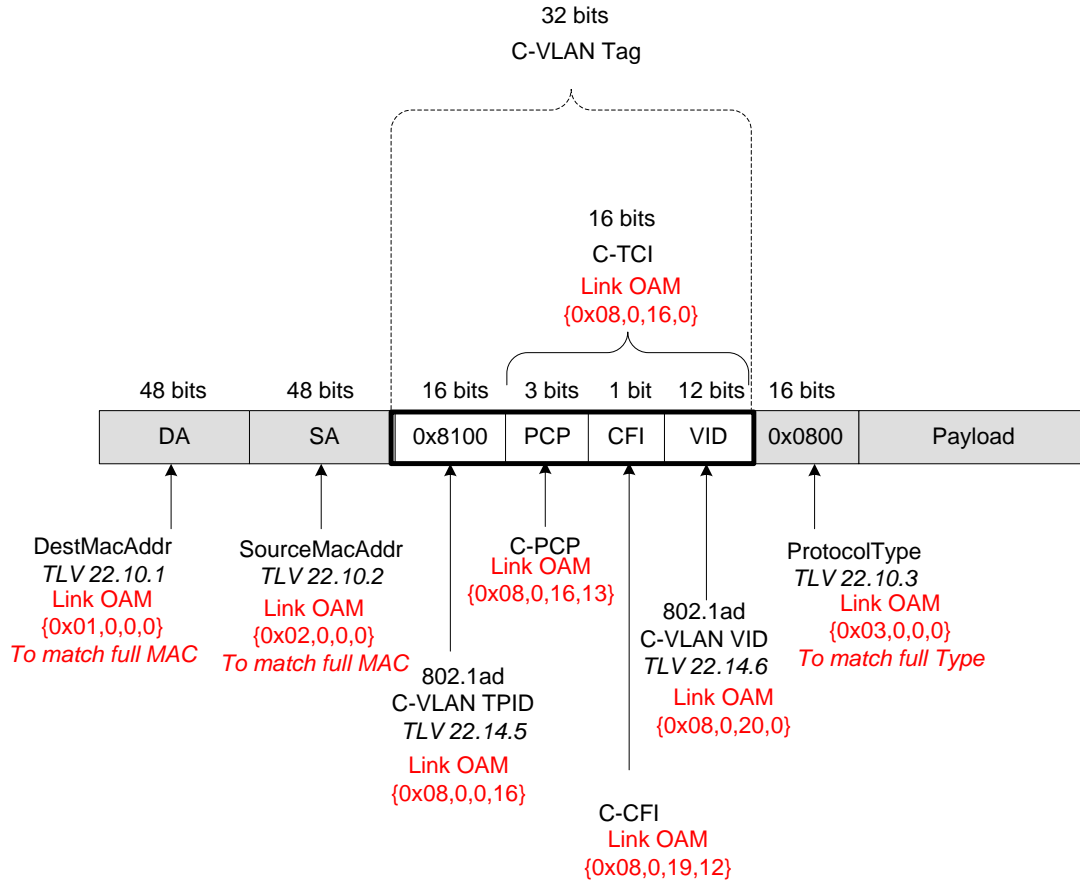 32 bits
C-VLAN Tag
16 bits
C-TCI
Link OAM
{0x08,0,16,0}
48 bits
48 bits
16 bits
3 bits
1 bit
12 bits
16 bits
DA
SA
0x8100
PCP
CFI
VID
0x0800
Payload
DestMacAddr
TLV 22.10.1
Link OAM
{0x01,0,0,0}
To match full MAC
SourceMacAddr
TLV 22.10.2
Link OAM
{0x02,0,0,0}
To match full MAC
802.1ad
C-VLAN TPID
TLV 22.14.5
Link OAM
{0x08,0,0,16}
C-PCP
Link OAM
{0x08,0,16,13}
C-CFI
Link OAM
{0x08,0,19,12}
802.1ad
C-VLAN VID
TLV 22.14.6
Link OAM
{0x08,0,20,0}
ProtocolType
TLV 22.10.3
Link OAM
{0x03,0,0,0}
To match full Type